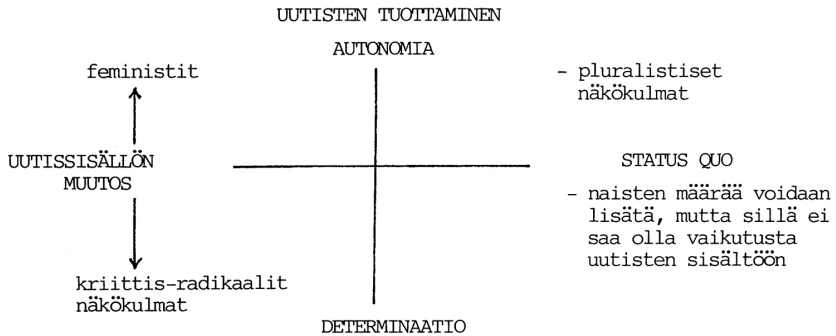 UUTISTEN TUOTTAMINEN
AUTONOMIA
feministit
- pluralistiset
näkökulmat
UUTISSISÄLLÖN
MUUTOS
STATUS QUO
- naisten määrää voidaan
lisätä, mutta sillä ei
saa olla vaikutusta
uutisten sisältöön
kriittis-radikaalit
näkökulmat
DETERMINAATIO